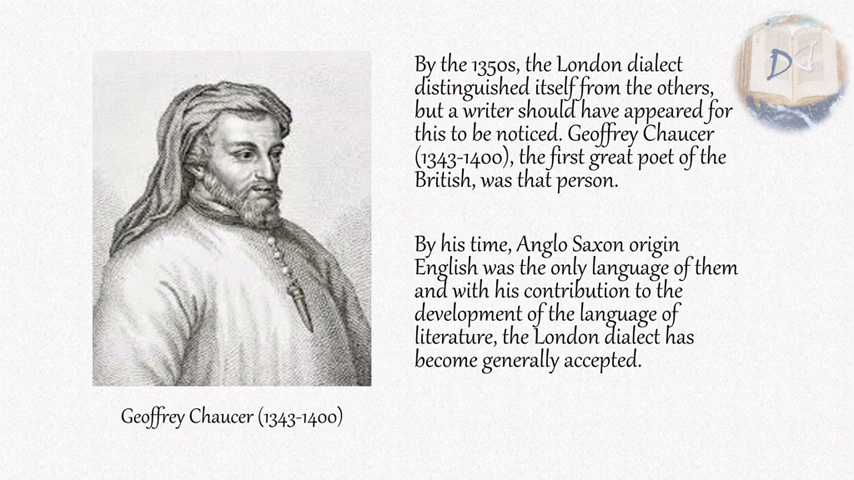 By the 1350s, the London dialect
distinguished itself from the others,
but a writer should have appeared for
this to be noticed. Geoffrey Chaucer
(1343-1400), the first great poet of the
British, was that person.
By his time, Anglo Saxon origin
English was the only language of them
and with his contribution to the
development of the language of
literature, the London dialect has
become generally accepted.
Geoffrey Chaucer (1343-1400)